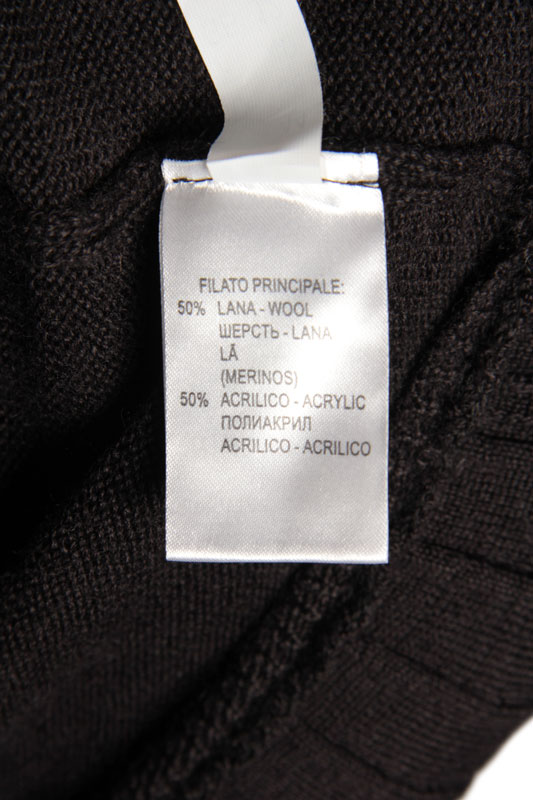 FILATO PRINCIPALE:
50% LANA - WOOL
ШЕРСТЬ - LANA
LÃ
(MERINOS)
50% ACRILICO - ACRYLIC
ПОЛИАКРИЛ
ACRILICO - ACRILICO